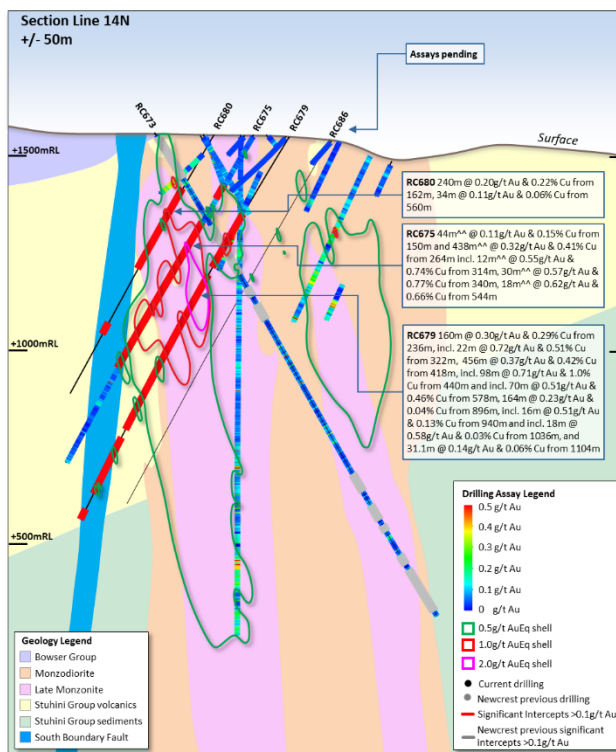 Section Line 14N
+/- 50m
Assays pending
RC673
RC680
RC675
RC679
RC686
Surface
+1500mRL
RC680 240m @ 0.20g/t Au & 0.22% Cu from
162m, 34m @ 0.11g/t Au & 0.06% Cu from
560m
RC675 44m^^ @ 0.11g/t Au & 0.15% Cu from
150m and 438m^^ @ 0.32g/t Au & 0.41% Cu
from 264m incl. 12m^^ @ 0.55g/t Au &
0.74% Cu from 314m, 30m^^ @ 0.57g/t Au &
0.77% Cu from 340m, 18m^^ @ 0.62g/t Au &
0.66% Cu from 544m
+1000mRL
RC679 160m @ 0.30g/t Au & 0.29% Cu from
236m, incl. 22m @ 0.72g/t Au & 0.51% Cu
from 322m, 456m @ 0.37g/t Au & 0.42% Cu
from 418m, incl. 98m @ 0.71g/t Au & 1.0%
Cu from 440m and incl. 70m @ 0.51g/t Au &
0.46% Cu from 578m, 164m @ 0.23g/t Au &
0.04% Cu from 896m, incl. 16m @ 0.51g/t Au
& 0.13% Cu from 940m and incl. 18m @
0.58g/t Au & 0.03% Cu from 1036m, and
31.1m @ 0.14g/t Au & 0.06% Cu from 1104m
+500mRL
Drilling Assay Legend
0.5 g/t Au
0.4 g/t Au
0.3 g/t Au
0.2 g/t Au
0.1 g/t Au
0 g/t Au
0.5g/t AuEq shell
1.0g/t AuEq shell
2.0g/t AuEq shell
Current drilling
Newcrest previous drilling
Significant Intercepts >0.1g/t Au
Newcrest previous significant
intercepts >0.1g/t Au
Geology Legend
Bowser Group
Monzodiorite
Late Monzonite
Stuhini Group volcanics
Stuhini Group sediments
South Boundary Fault